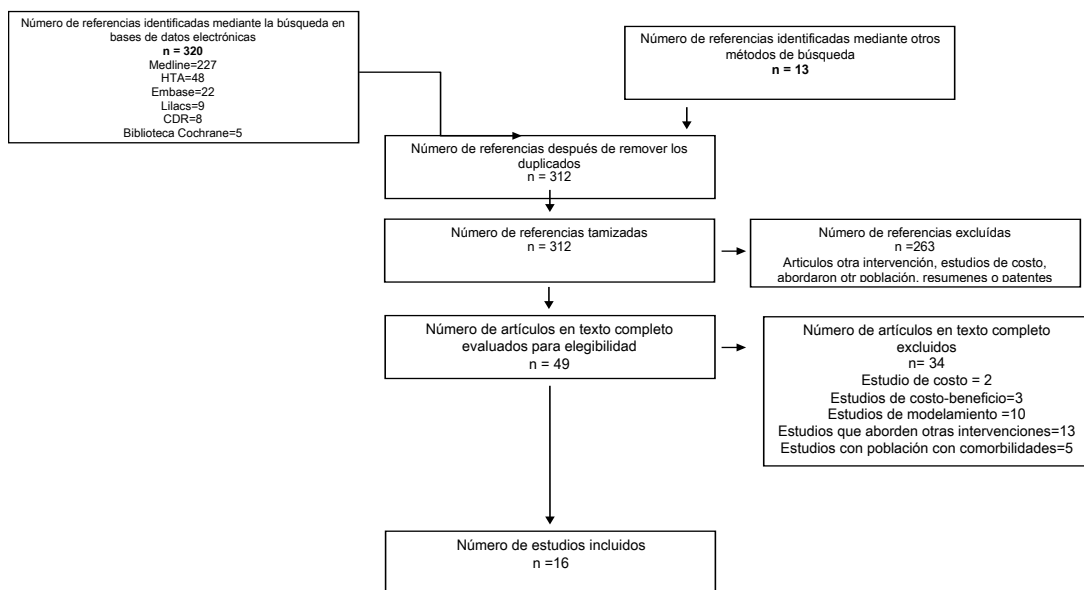 Número de referencias identificadas mediante la búsqueda en
bases de datos electrónicas
n = 320
Medline=227
HTA=48
Embase=22
Lilacs=9
CDR=8
Biblioteca Cochrane=5
Número de referencias identificadas mediante otros
métodos de búsqueda
n = 13
Número de referencias después de remover los
duplicados
n = 312
Número de referencias tamizadas
n = 312
Número de referencias excluídas
n =263
Articulos otra intervención, estudios de costo,
abordaron otr población, resumenes o patentes
Número de artículos en texto completo
evaluados para elegibilidad
n = 49
Número de artículos en texto completo
excluidos
n= 34
Estudio de costo = 2
Estudios de costo-beneficio=3
Estudios de modelamiento =10
Estudios que aborden otras intervenciones=13
Estudios con población con comorbilidades=5
Número de estudios incluidos
n =16